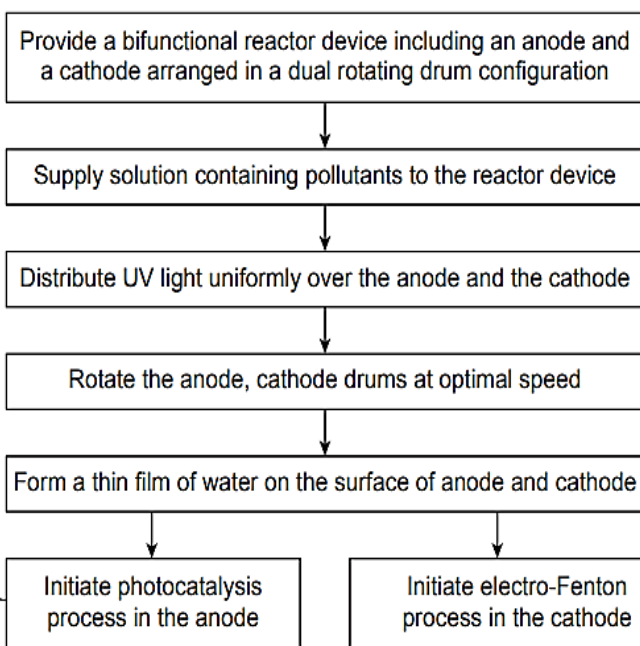 Provide a bifunctional reactor device including an anode and
a cathode arranged in a dual rotating drum configuration
Supply solution containing pollutants to the reactor device
Distribute UV light uniformly over the anode and the cathode
Rotate the anode, cathode drums at optimal speed
Form a thin film of water on the surface of anode and cathode
Initiate photocatalysis
process in the anode
Initiate electro-Fenton
process in the cathode